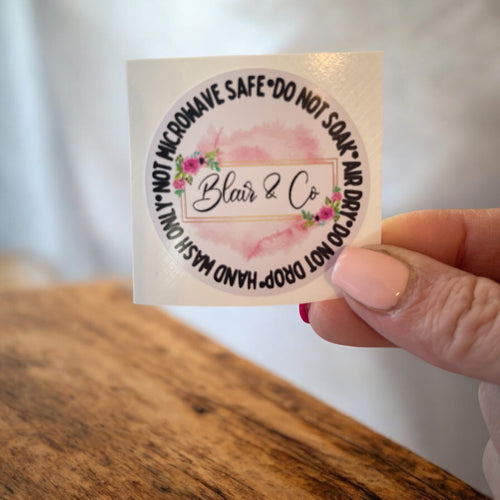 NOT MICROWAVE SAFE•DO NOT SOAK•AIR DRY•DO NOT DROP•HAND WASH ONLY•
Blair & Co